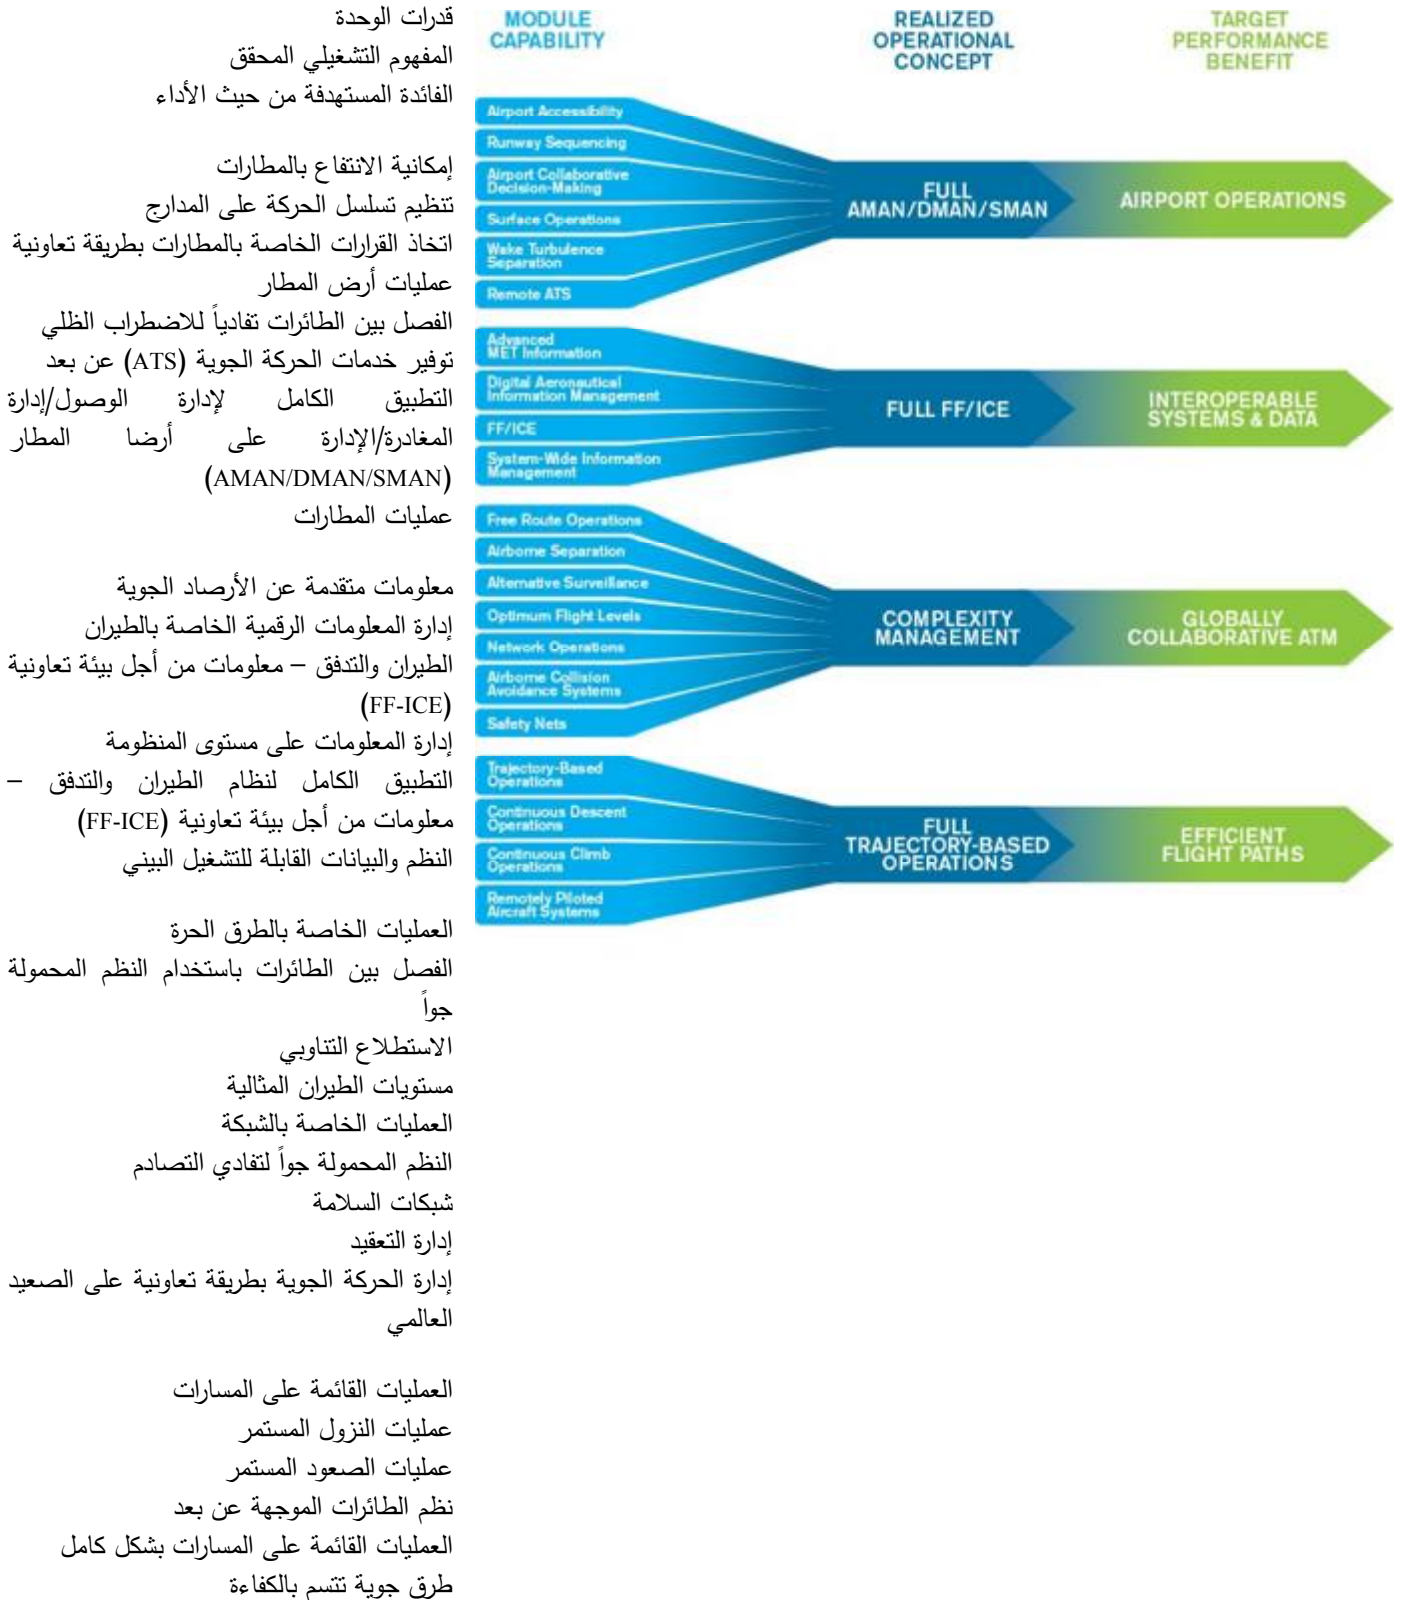 قدرات الوحدة
المفهوم التشغيلي المحقق
الفائدة المستهدفة من حيث الأداء
إمكانية الانتفاع بالمطارات
تنظيم تسلسل الحركة على المدارج
اتخاذ القرارات الخاصة بالمطارات بطريقة تعاونية
عمليات أرض المطار
الفصل بين الطائرات تفادياً للاضطراب الظلي
توفير خدمات الحركة الجوية (ATS) عن بعد
التطبيق الكامل لإدارة الوصول/إدارة
المغادرة/الإدارة على أرضا المطار
(AMAN/DMAN/SMAN)
عمليات المطارات
معلومات متقدمة عن الأرصاد الجوية
إدارة المعلومات الرقمية الخاصة بالطيران
الطيران والتدفق – معلومات من أجل بيئة تعاونية
(FF-ICE)
إدارة المعلومات على مستوى المنظومة
التطبيق الكامل لنظام الطيران والتدفق –
معلومات من أجل بيئة تعاونية (FF-ICE)
النظم والبيانات القابلة للتشغيل البيني
العمليات الخاصة بالطرق الحرة
الفصل بين الطائرات باستخدام النظم المحمولة
جواً
الاستطلاع التناوبي
مستويات الطيران المثالية
العمليات الخاصة بالشبكة
النظم المحمولة جواً لتفادي التصادم
شبكات السلامة
إدارة التعقيد
إدارة الحركة الجوية بطريقة تعاونية على الصعيد
العالمي
العمليات القائمة على المسارات
عمليات النزول المستمر
عمليات الصعود المستمر
نظم الطائرات الموجهة عن بعد
العمليات القائمة على المسارات بشكل كامل
طرق جوية تتسم بالكفاءة
MODULE
CAPABILITY
REALIZED
OPERATIONAL
CONCEPT
TARGET
PERFORMANCE
BENEFIT
Airport Accessibility
Runway Sequencing
Airport Collaborative
Decision-Making
Surface Operations
Wake Turbulence
Separation
Remote ATS
FULL
AMAN/DMAN/SMAN
AIRPORT OPERATIONS
Advanced
MET Information
Digital Aeronautical
Information Management
FF/ICE
System-Wide Information
Management
FULL FF/ICE
INTEROPERABLE
SYSTEMS & DATA
Free Route Operations
Airborne Separation
Alternative Surveillance
Optimum Flight Levels
Network Operations
Airborne Collision
Avoidance Systems
Safety Nets
COMPLEXITY
MANAGEMENT
GLOBALLY
COLLABORATIVE ATM
Trajectory-Based
Operations
Continuous Descent
Operations
Continuous Climb
Operations
Remotely Piloted
Aircraft Systems
FULL
TRAJECTORY-BASED
OPERATIONS
EFFICIENT
FLIGHT PATHS